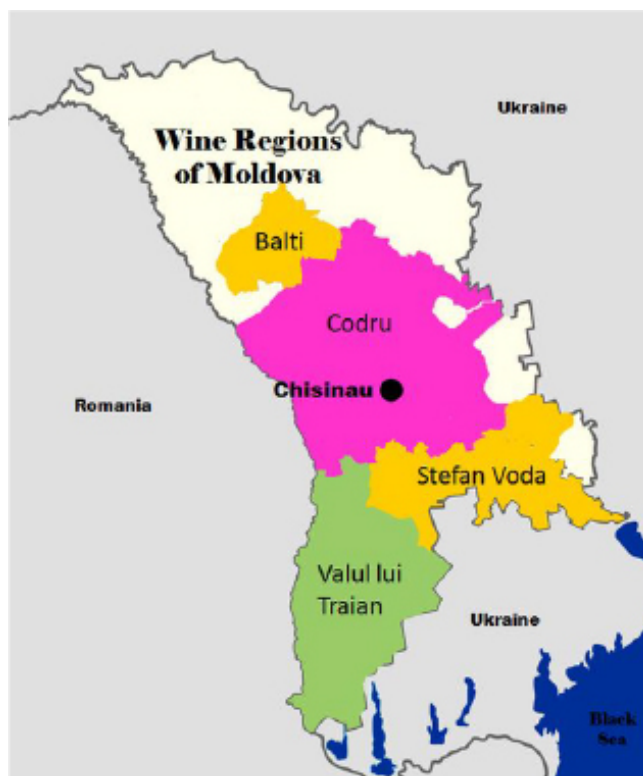 Ukraine
Wine Regions
of Moldova
Balti
Codru
Chisinau
Romania
Stefan Voda
Valul lui
Traian
Ukraine
Black
Sea